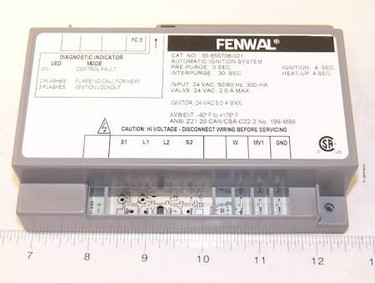 FC +
DIAGNOSTIC INDICATOR
LED MODE
ON CONTROL FAULT
2 FLASHES FLAME/NO CALL FOR HEAT
3 FLASHES IGNITION LOCKOUT
FENWAL
CAT. NO. 35-655706-021
AUTOMATIC IGNITION SYSTEM
PRE-PURGE: 0 SEC IGNITION: 4 SEC
INTERPURGE: 30 SEC HEAT-UP 4 SEC
INPUT: 24 VAC, 50/60 Hz, 300 mA
VALVE: 24 VAC, 2.0 A MAX.
IGNITOR: 24 VAC 5.0 A MAX.
AMBIENT: -40° F to +176° F
ANSI Z21.20 CAN/CSA-C22.2 No. 199-M89
CAUTION: HI VOLTAGE - DISCONNECT WIRING BEFORE SERVICING
S1 L1 L2 S2 W MV1 GND
7 8 9 10 11 12 13